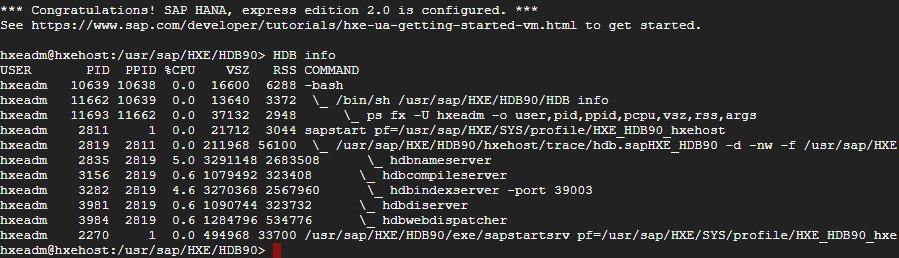 *** Congratulations! SAP HANA, express edition 2.0 is configured. ***
See https://www.sap.com/developer/tutorials/hxe-ua-getting-started-vm.html to get started.
hxeadm@hxehost:/usr/sap/HXE/HDB90> HDB info
USER       PID  PPID %CPU    VSZ   RSS COMMAND
hxeadm   10639 10638  0.0  16600  6288 -bash
hxeadm   11662 10639  0.0  13640  3372  \_ /bin/sh /usr/sap/HXE/HDB90/HDB info
hxeadm   11693 11662  0.0  37132  2948      \_ ps fx -U hxeadm -o user,pid,ppid,pcpu,vsz,rss,args
hxeadm    2811     1  0.0  21712  3044 sapstart pf=/usr/sap/HXE/SYS/profile/HXE_HDB90_hxehost
hxeadm    2819  2811  0.0 211968 56100  \_ /usr/sap/HXE/HDB90/hxehost/trace/hdb.sapHXE_HDB90 -d -nw -f /usr/sap/HXE
hxeadm    2835  2819  5.0 3291148 2683508      \_ hdbnameserver
hxeadm    3156  2819  0.6 1079492 323408      \_ hdbcompileserver
hxeadm    3282  2819  4.6 3270368 2567960      \_ hdbindexserver -port 39003
hxeadm    3981  2819  0.6 1090744 323732      \_ hdbdiserver
hxeadm    3984  2819  0.6 1284796 534776      \_ hdbwebdispatcher
hxeadm    2270     1  0.0 494968 33700 /usr/sap/HXE/HDB90/exe/sapstartsrv pf=/usr/sap/HXE/SYS/profile/HXE_HDB90_hxe
hxeadm@hxehost:/usr/sap/HXE/HDB90>